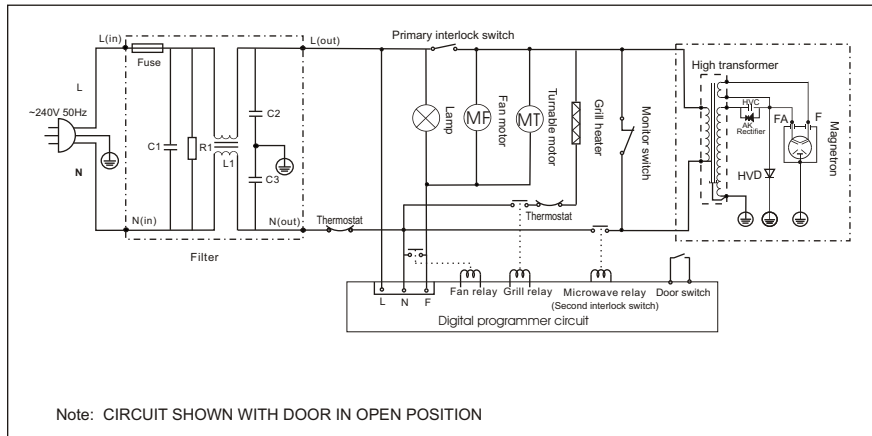 L(in)
L(out)
Primary interlock switch
Fuse
High transformer
L
~240V 50Hz
C1
R1
L1
C2
C3
Lamp
MF
Fan motor
MT
Turnable motor
Grill heater
Monitor switch
HVC
AK
Rectifier
FA
F
HVD
Magnetron
N
N(in)
N(out)
Thermostat
Thermostat
Filter
L
N
F
Fan relay
Grill relay
Microwave relay
(Second interlock switch)
Door switch
Digital programmer circuit
Note: CIRCUIT SHOWN WITH DOOR IN OPEN POSITION